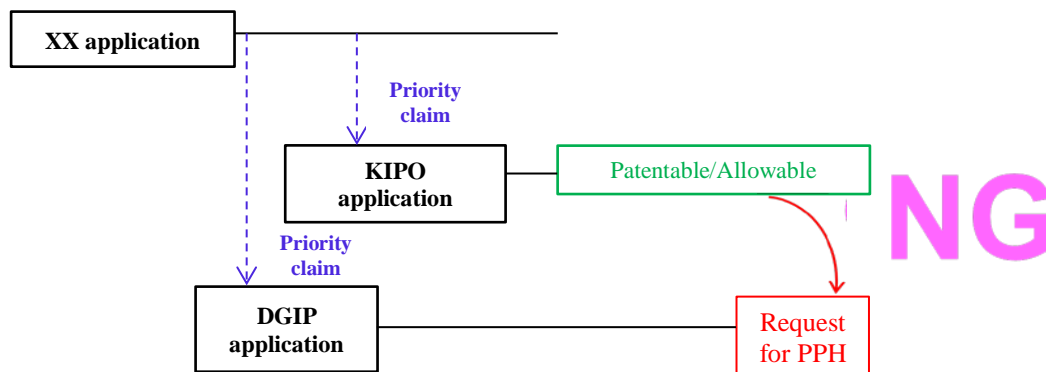 XX application
Priority
claim
KIPO
application
Patentable/Allowable
NG
Priority
claim
DGIP
application
Request
for PPH